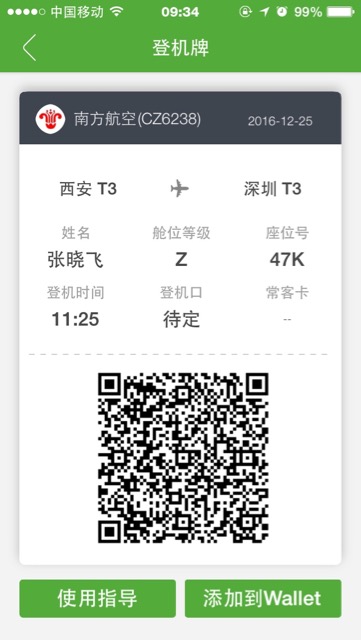 中国移动 09:34 99%
登机牌
南方航空(CZ6238) 2016-12-25
西安 T3 深圳 T3
姓名 舱位等级 座位号
张晓飞 Z 47K
登机时间 登机口 常客卡
11:25 待定 --
使用指导 添加到Wallet